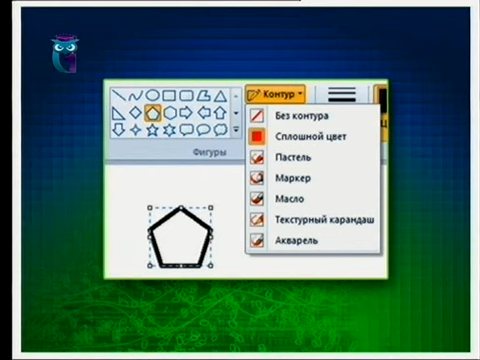 Контур
Без контура
Сплошной цвет
Пастель
Маркер
Масло
Текстурный карандаш
Акварель
Фигуры